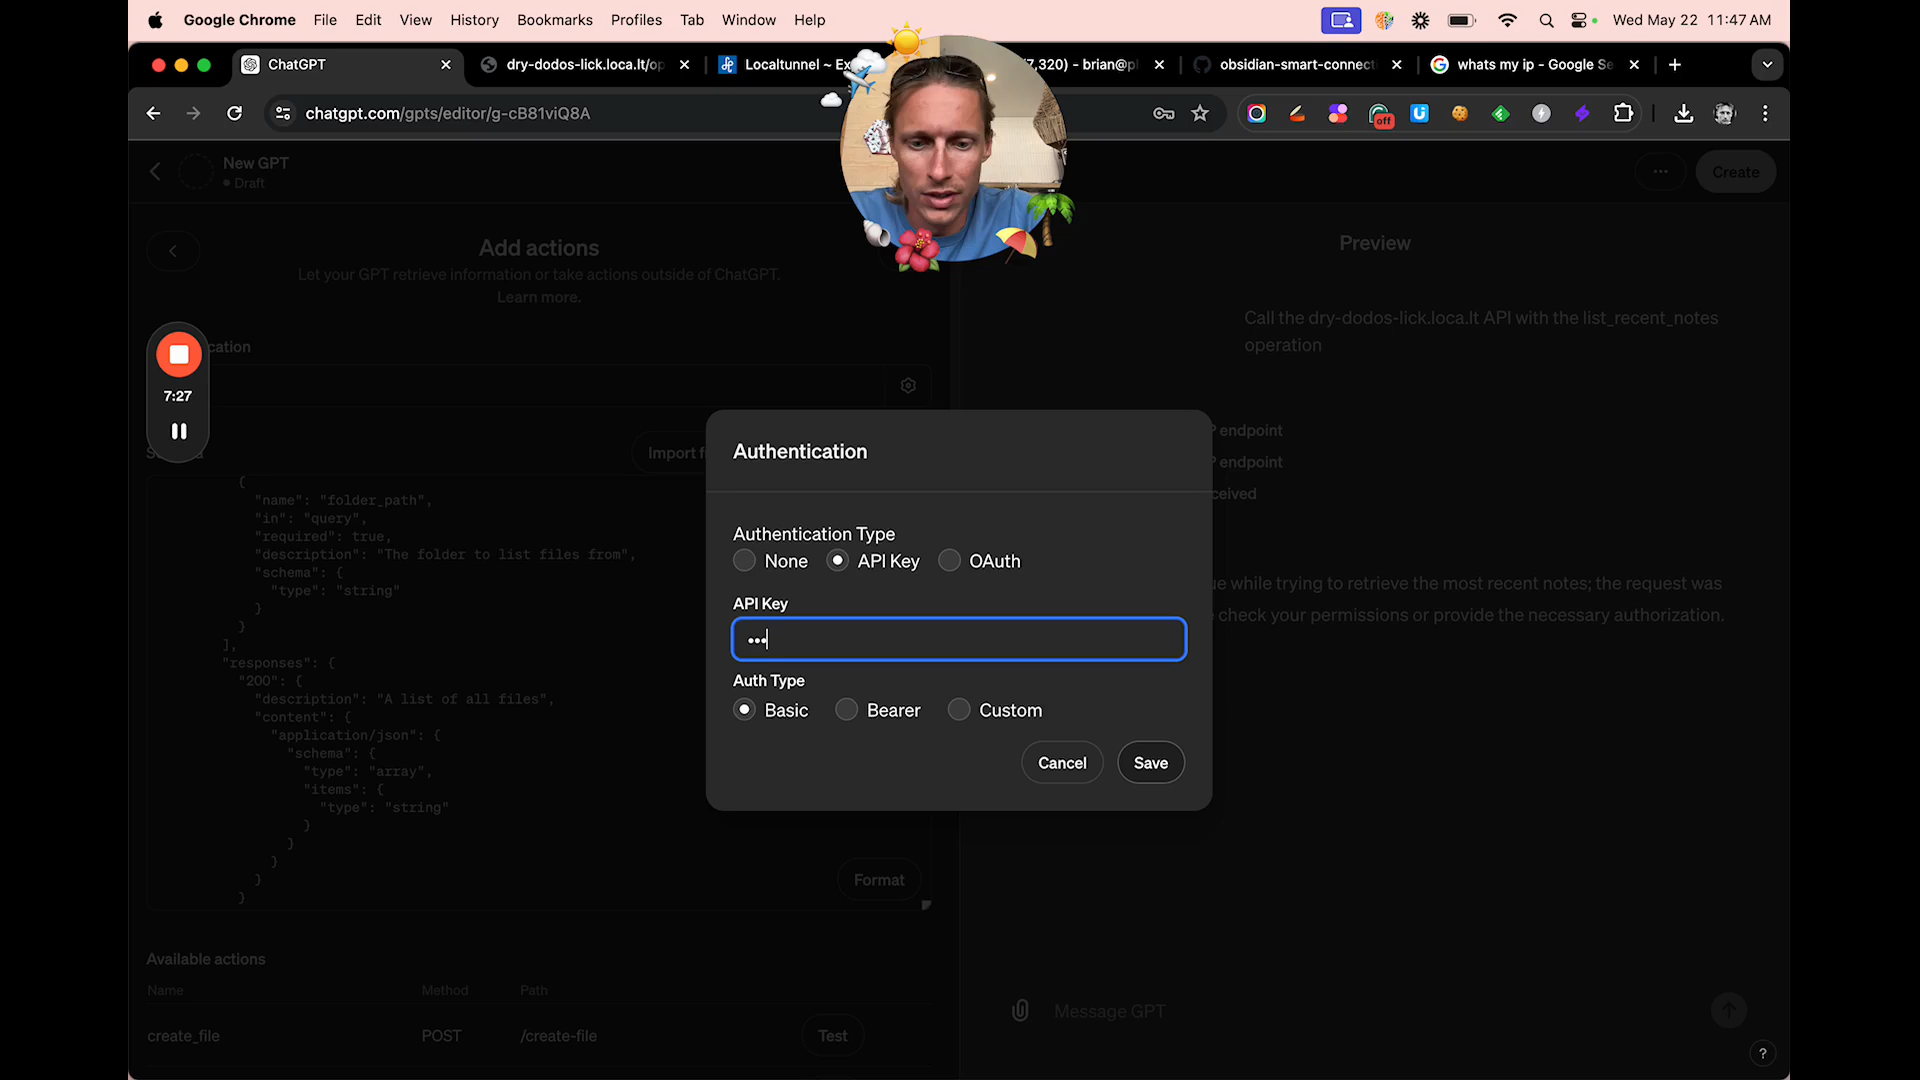 Google Chrome File Edit View History Bookmarks Profiles Tab Window Help
Wed May 22 11:47 AM
ChatGPT
dry-dodos-lick.loca.lt/op
Localtunnel ~ Ex
7,320) - brian@p
obsidian-smart-connecti
whats my ip - Google Se
chatgpt.com/gpts/editor/g-cB81viQ8A
off
New GPT
Draft
Create
Add actions
Let your GPT retrieve information or take actions outside of ChatGPT.
Learn more.
cation
7:27
Import f
{
"name": "folder_path",
"in": "query",
"required": true,
"description": "The folder to list files from",
"schema": {
"type": "string"
}
}
],
"responses": {
"200": {
"description": "A list of all files",
"content": {
"application/json": {
"schema": {
"type": "array",
"items": {
"type": "string"
}
}
}
}
}
Format
Available actions
Name Method Path
create_file POST /create-file Test
Authentication
Authentication Type
None API Key OAuth
API Key
•••
Auth Type
Basic Bearer Custom
Cancel Save
Preview
Call the dry-dodos-lick.loca.lt API with the list_recent_notes
operation
endpoint
endpoint
ceived
ue while trying to retrieve the most recent notes; the request was
check your permissions or provide the necessary authorization.
Message GPT
?